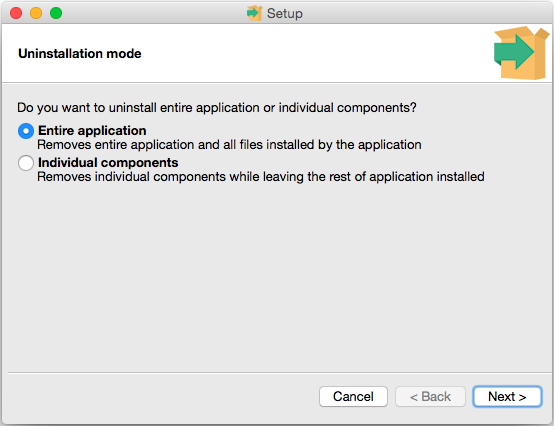 Setup
Uninstallation mode
Do you want to uninstall entire application or individual components?
Entire application
Removes entire application and all files installed by the application
Individual components
Removes individual components while leaving the rest of application installed
Cancel
< Back
Next >